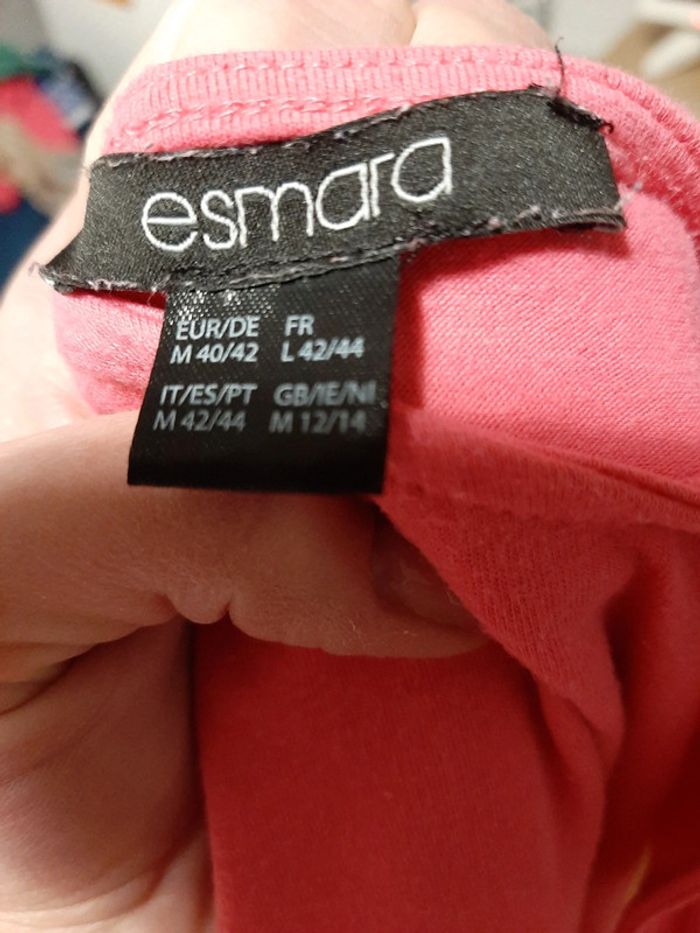 esmara
EUR/DE FR
M 40/42 L 42/44
IT/ES/PT GB/IE/NI
M 42/44 M 12/14